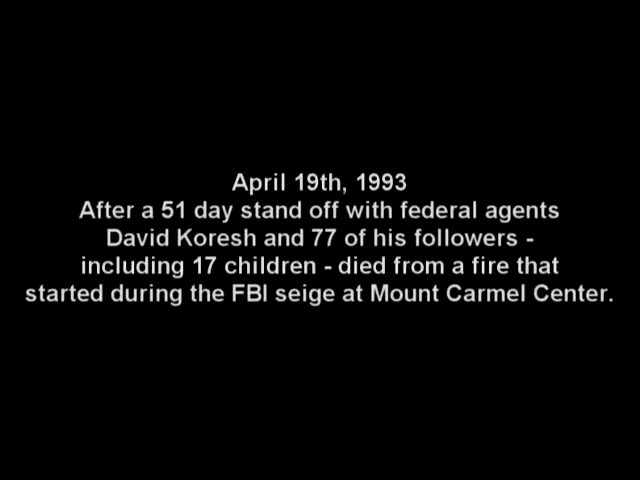 April 19th, 1993
After a 51 day stand off with federal agents
David Koresh and 77 of his followers -
including 17 children - died from a fire that
started during the FBI seige at Mount Carmel Center.